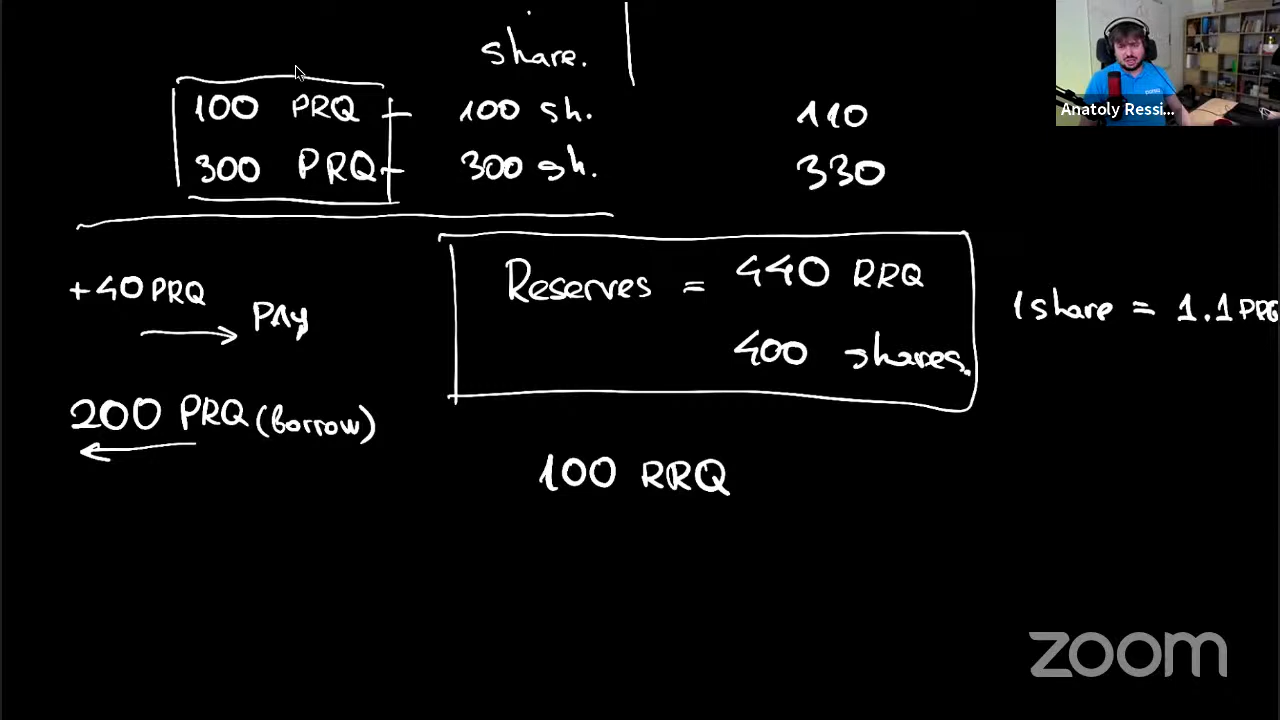 share.
100 PRQ - 100 sh. 110
300 PRQ - 300 sh. 330
+40 PRQ
PAY
Reserves = 440 RRQ
400 shares.
1 share = 1.1 PRQ
200 PRQ (borrow)
100 RRQ
Anatoly Ressi...
zoom